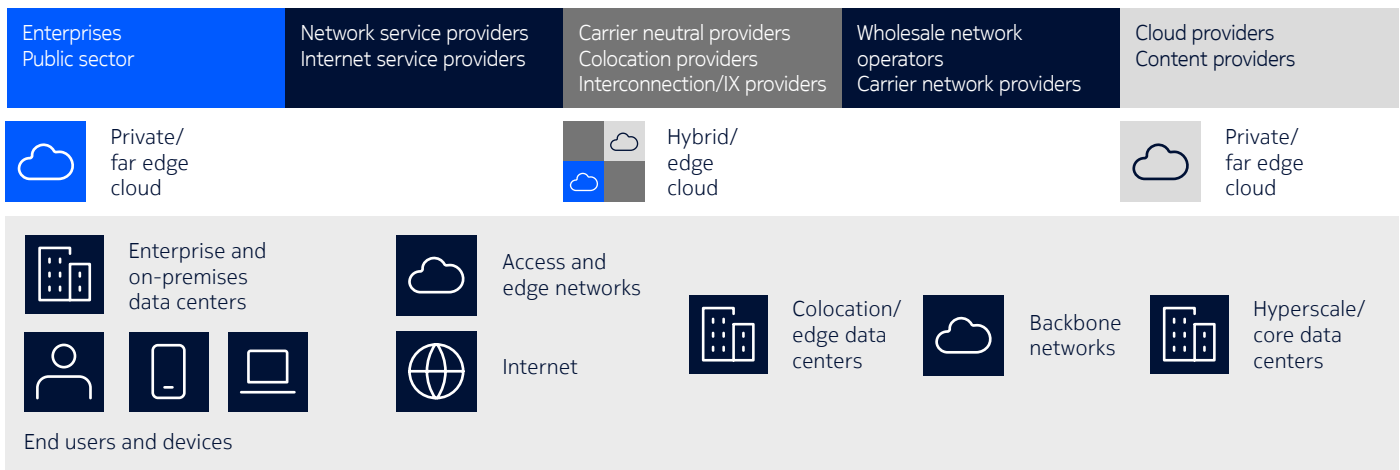 Enterprises
Public sector
Network service providers
Internet service providers
Carrier neutral providers
Colocation providers
Interconnection/IX providers
Wholesale network
operators
Carrier network providers
Cloud providers
Content providers
Private/
far edge
cloud
Hybrid/
edge
cloud
Private/
far edge
cloud
Enterprise and
on-premises
data centers
End users and devices
Access and
edge networks
Internet
Colocation/
edge data
centers
Backbone
networks
Hyperscale/
core data
centers